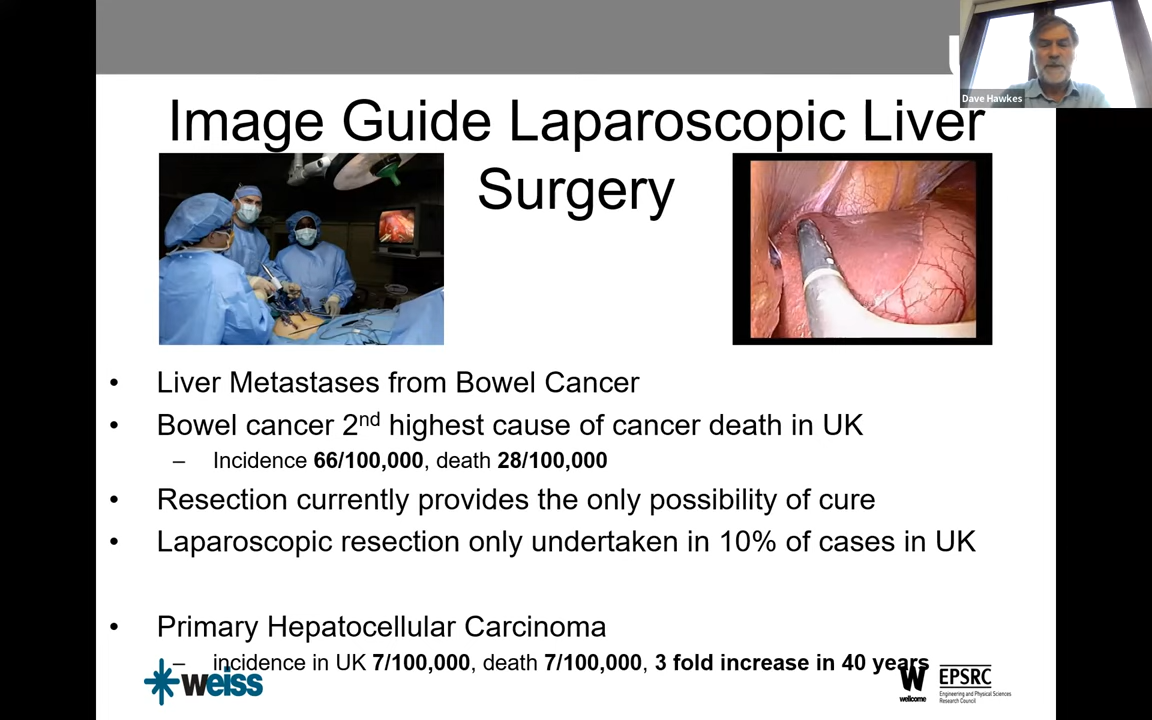 Dave Hawkes
Image Guide Laparoscopic Liver
Surgery
• Liver Metastases from Bowel Cancer
• Bowel cancer 2nd highest cause of cancer death in UK
– Incidence 66/100,000, death 28/100,000
• Resection currently provides the only possibility of cure
• Laparoscopic resection only undertaken in 10% of cases in UK
• Primary Hepatocellular Carcinoma
– incidence in UK 7/100,000, death 7/100,000, 3 fold increase in 40 years
weiss
W
wellcome
EPSRC
Engineering and Physical Sciences
Research Council